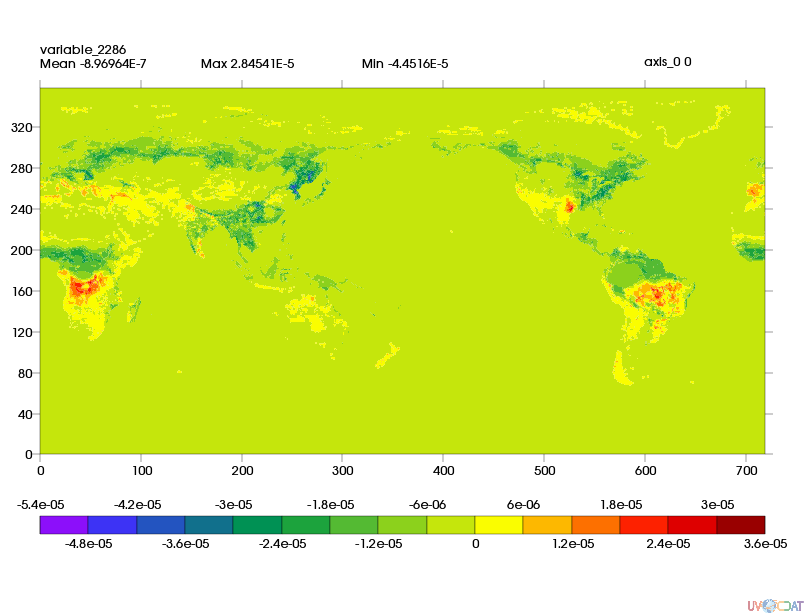 variable_2286
Mean -8.96964E-7 Max 2.84541E-5 Min -4.4516E-5 axis_0 0
320
280
240
200
160
120
80
40
0
0 100 200 300 400 500 600 700
-5.4e-05 -4.2e-05 -3e-05 -1.8e-05 -6e-06 6e-06 1.8e-05 3e-05
-4.8e-05 -3.6e-05 -2.4e-05 -1.2e-05 0 1.2e-05 2.4e-05 3.6e-05
UV-CDAT